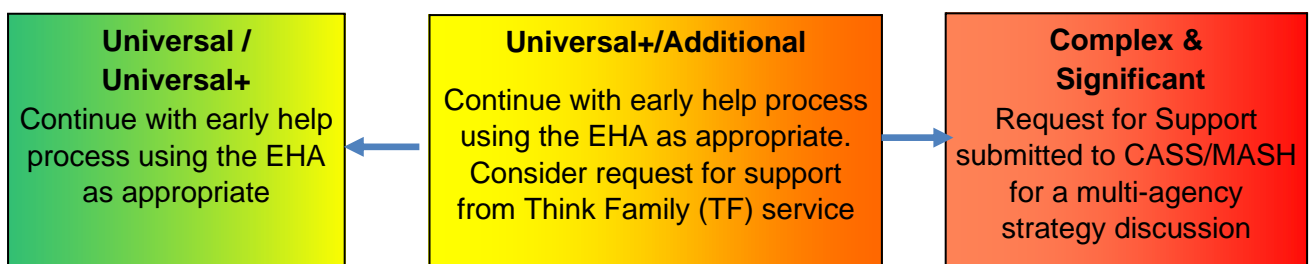 Universal /
Universal+
Continue with early help
process using the EHA
as appropriate
Universal+/Additional
Continue with early help process
using the EHA as appropriate.
Consider request for support
from Think Family (TF) service
Complex &
Significant
Request for Support
submitted to CASS/MASH
for a multi-agency
strategy discussion